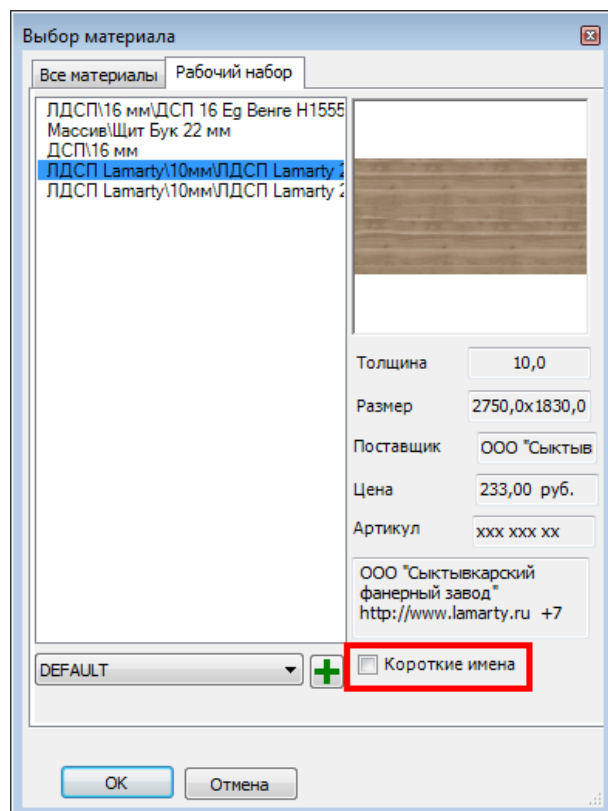 Выбор материала
Все материалы
Рабочий набор
ЛДСП\16 мм\ДСП 16 Eg Венге H1555
Массив\Щит Бук 22 мм
ДСП\16 мм
ЛДСП Lamarty\10мм\ЛДСП Lamarty 2
ЛДСП Lamarty\10мм\ЛДСП Lamarty 2
Толщина 10,0
Размер 2750,0x1830,0
Поставщик ООО "Сыктыв
Цена 233,00 руб.
Артикул xxx xxx xx
ООО "Сыктывкарский
фанерный завод"
http://www.lamarty.ru +7
DEFAULT
Короткие имена
OK
Отмена